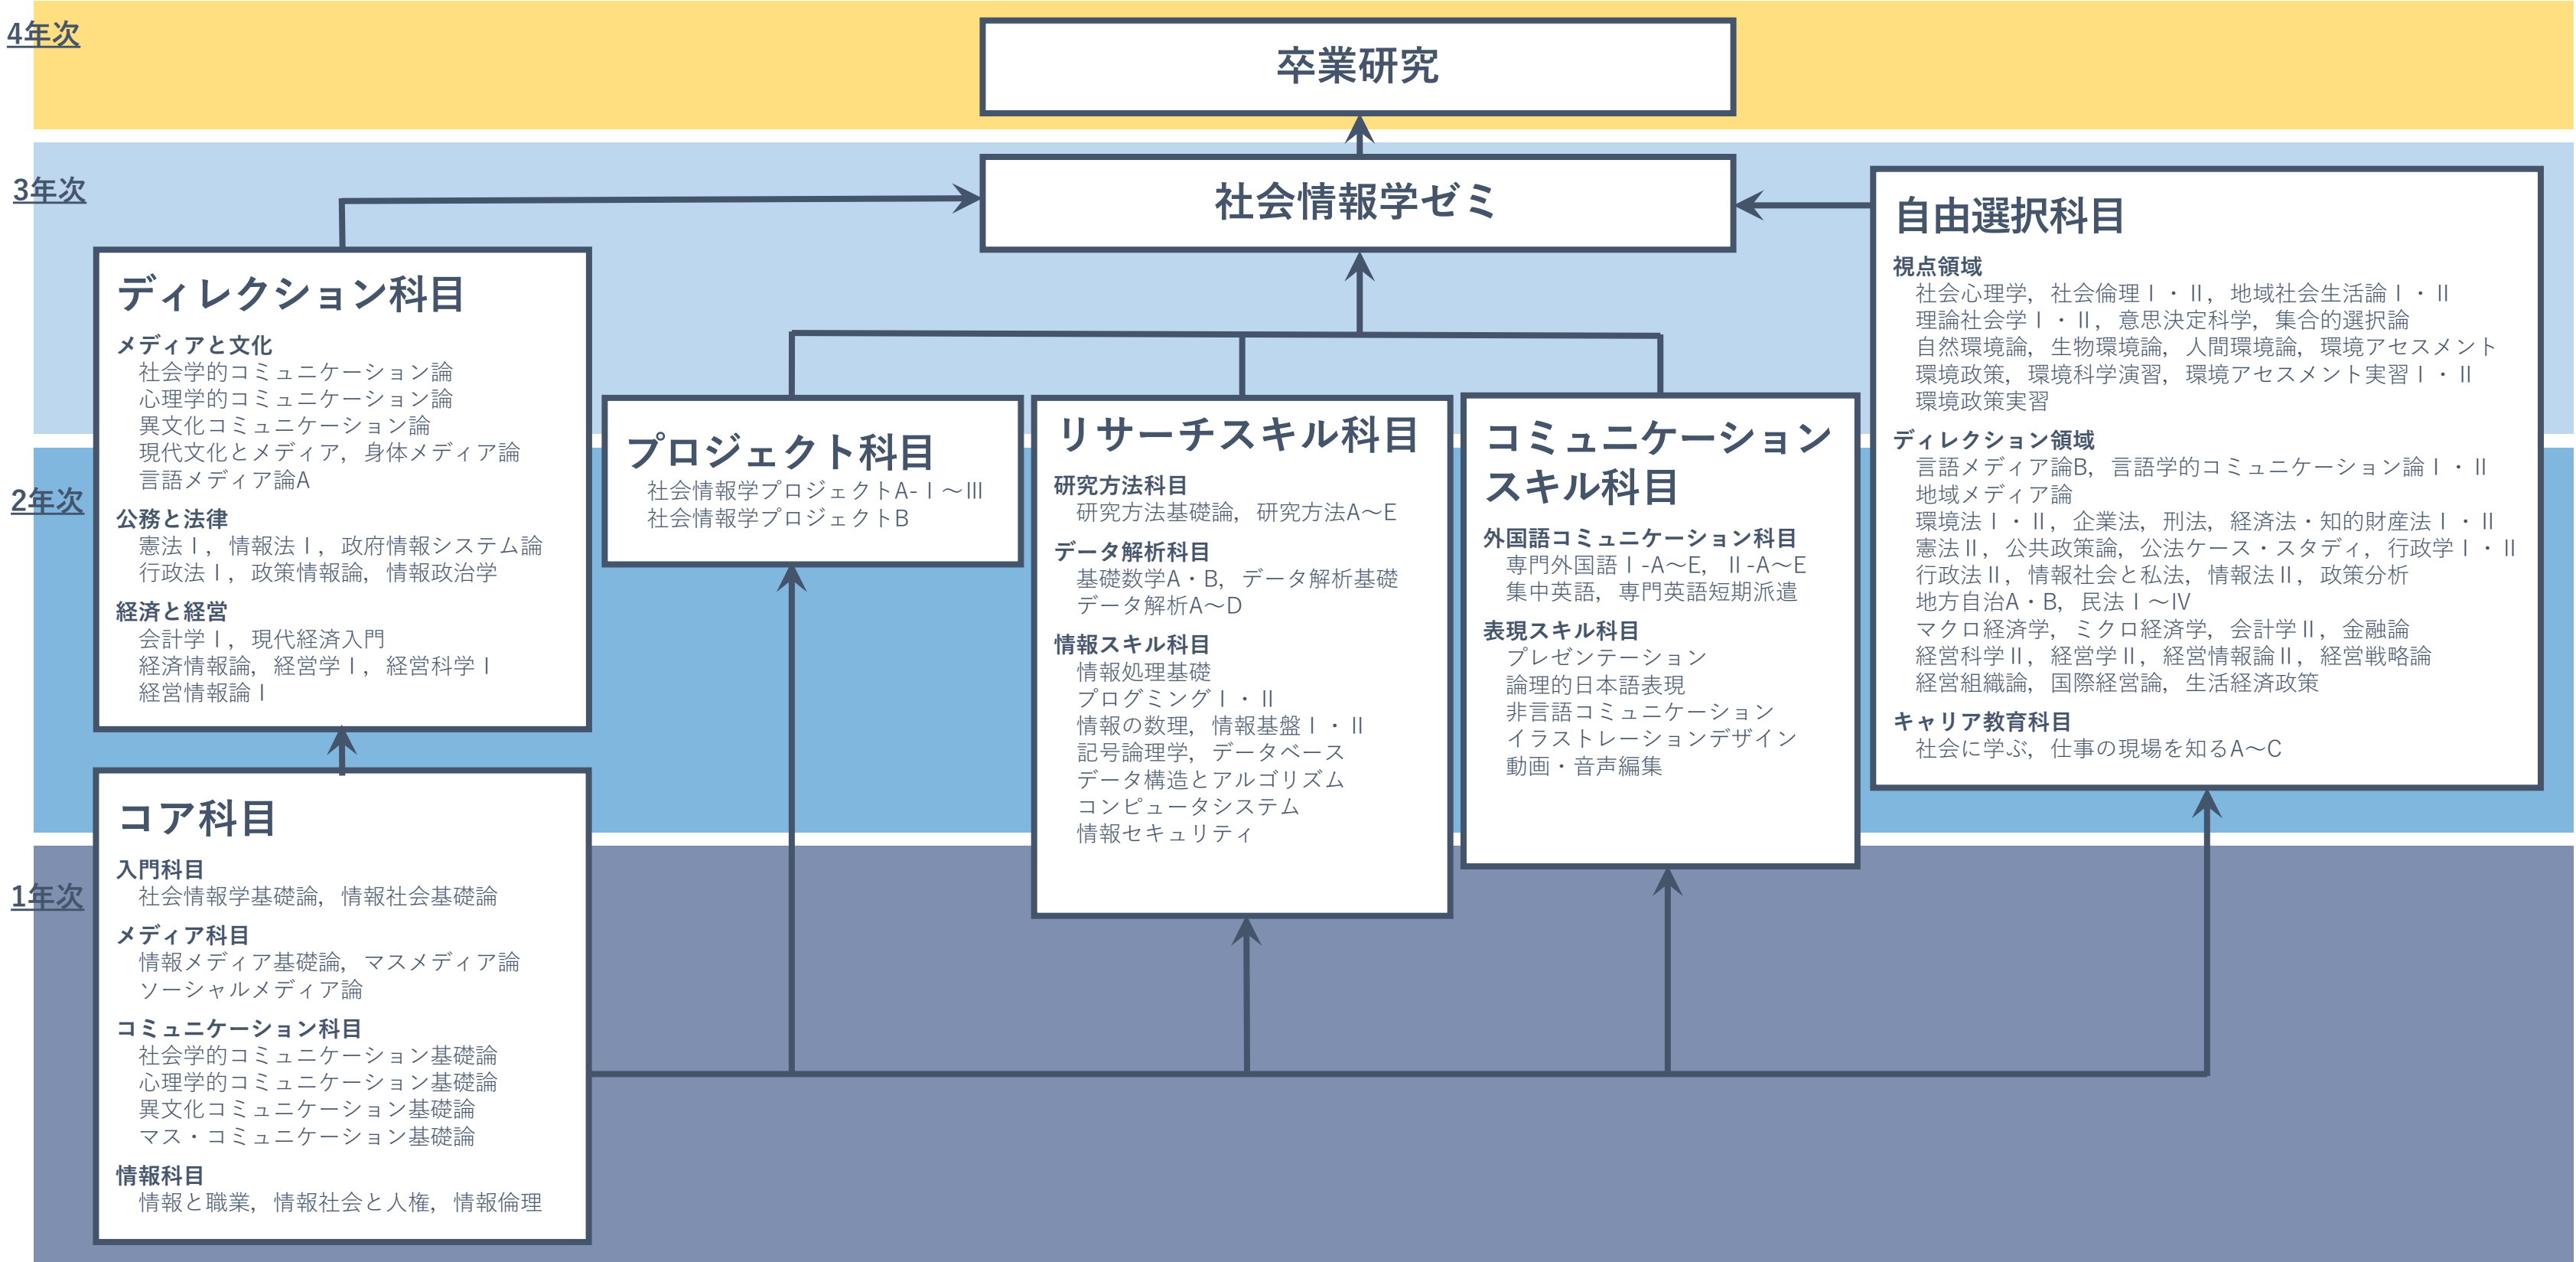 4年次
卒業研究
3年次
社会情報学ゼミ
ディレクション科目
メディアと文化
社会学的コミュニケーション論
心理学的コミュニケーション論
異文化コミュニケーション論
現代文化とメディア, 身体メディア論
言語メディア論A
公務と法律
憲法Ⅰ, 情報法Ⅰ, 政府情報システム論
行政法Ⅰ, 政策情報論, 情報政治学
経済と経営
会計学Ⅰ, 現代経済入門
経済情報論, 経営学Ⅰ, 経営科学Ⅰ
経営情報論Ⅰ
2年次
プロジェクト科目
社会情報学プロジェクトA-Ⅰ～Ⅲ
社会情報学プロジェクトB
リサーチスキル科目
研究方法科目
研究方法基礎論, 研究方法A～E
データ解析科目
基礎数学A・B, データ解析基礎
データ解析A～D
情報スキル科目
情報処理基礎
プログミングⅠ・Ⅱ
情報の数理, 情報基盤Ⅰ・Ⅱ
記号論理学, データベース
データ構造とアルゴリズム
コンピュータシステム
情報セキュリティ
コミュニケーション
スキル科目
外国語コミュニケーション科目
専門外国語Ⅰ-A～E, Ⅱ-A～E
集中英語, 専門英語短期派遣
表現スキル科目
プレゼンテーション
論理的日本語表現
非言語コミュニケーション
イラストレーションデザイン
動画・音声編集
自由選択科目
視点領域
社会心理学, 社会倫理Ⅰ・Ⅱ, 地域社会生活論Ⅰ・Ⅱ
理論社会学Ⅰ・Ⅱ, 意思決定科学, 集合的選択論
自然環境論, 生物環境論, 人間環境論, 環境アセスメント
環境政策, 環境科学演習, 環境アセスメント実習Ⅰ・Ⅱ
環境政策実習
ディレクション領域
言語メディア論B, 言語学的コミュニケーション論Ⅰ・Ⅱ
地域メディア論
環境法Ⅰ・Ⅱ, 企業法, 刑法, 経済法・知的財産法Ⅰ・Ⅱ
憲法Ⅱ, 公共政策論, 公法ケース・スタディ, 行政学Ⅰ・Ⅱ
行政法Ⅱ, 情報社会と私法, 情報法Ⅱ, 政策分析
地方自治A・B, 民法Ⅰ～Ⅳ
マクロ経済学, ミクロ経済学, 会計学Ⅱ, 金融論
経営科学Ⅱ, 経営学Ⅱ, 経営情報論Ⅱ, 経営戦略論
経営組織論, 国際経営論, 生活経済政策
キャリア教育科目
社会に学ぶ, 仕事の現場を知るA～C
1年次
コア科目
入門科目
社会情報学基礎論, 情報社会基礎論
メディア科目
情報メディア基礎論, マスメディア論
ソーシャルメディア論
コミュニケーション科目
社会学的コミュニケーション基礎論
心理学的コミュニケーション基礎論
異文化コミュニケーション基礎論
マス・コミュニケーション基礎論
情報科目
情報と職業, 情報社会と人権, 情報倫理